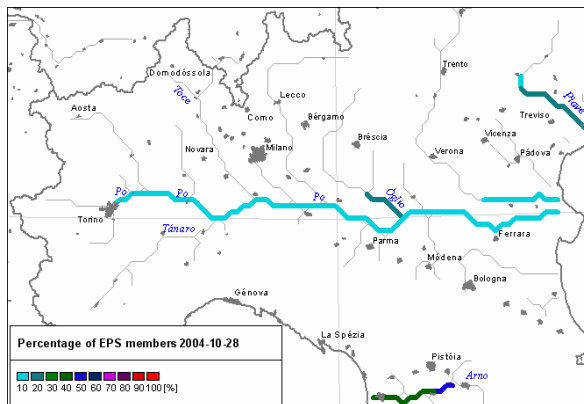 Trento
Domodóssola
Toce
Piave
Lecco
Aosta
Como
Bérgamo
Treviso
Vicenza
Bréscia
Novara
Milano
Verona
Pádova
Po
Po
Po
Óglio
Torino
Tánaro
Parma
Ferrara
Módena
Bologna
Génova
La Spézia
Pistóia
Arno
Percentage of EPS members 2004-10-28
10 20 30 40 50 60 70 80 90 100 [%]